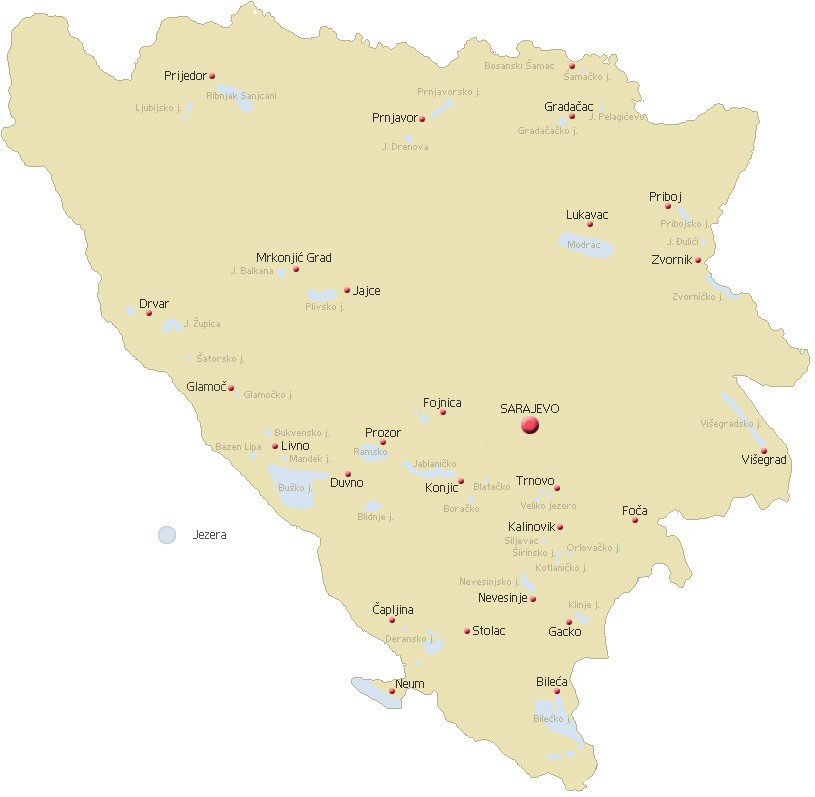 Bosanski Šamac
Šamačko j.
Prijedor
Ribnjak Sanjcani
Ljubijsko j.
Prnjavorsko j.
Prnjavor
J. Drenova
Gradačac
J. Pelagićevo
Gradačačko j.
Priboj
Pribojsko j.
Lukavac
Modrac
J. Đulići
Zvornik
Zvorničko j.
Mrkonjić Grad
J. Balkana
Jajce
Plivsko j.
Drvar
J. Župica
Šatorsko j.
Glamoč
Glamočko j.
Fojnica
SARAJEVO
Višegradsko j.
Višegrad
Bukvensko j.
Bazen Lipa
Livno
Mandek j.
Prozor
Ramsko
Jablaničko
Duvno
Buško j.
Konjic
Blatačko
Boračko
Trnovo
Veliko jezero
Blidnje j.
Foča
Kalinovik
Siljevac
Širinsko j.
Orlovačko j.
Kotlaničko j.
Jezera
Nevesinjsko j.
Nevesinje
Klinje j.
Čapljina
Deransko j.
Stolac
Gacko
Neum
Bileća
Bilećko j.